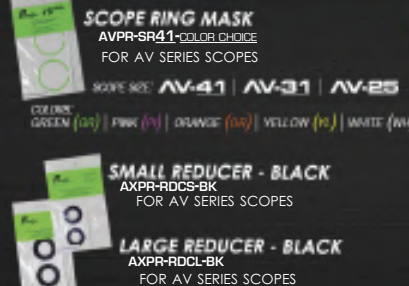 SCOPE RING MASK
AVPR-SR41-COLOR CHOICE
FOR AV SERIES SCOPES
SCOPE SIZE: AV-41 | AV-31 | AV-25
COLORS:
GREEN (GR) | PINK (PI) | ORANGE (OR) | YELLOW (YL) | WHITE (WH
SMALL REDUCER - BLACK
AXPR-RDCS-BK
FOR AV SERIES SCOPES
LARGE REDUCER - BLACK
AXPR-RDCL-BK
FOR AV SERIES SCOPES